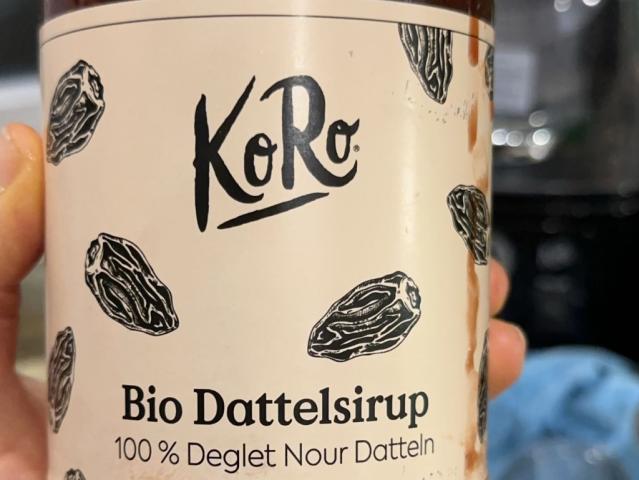 KoRo®
Bio Dattelsirup
100 % Deglet Nour Datteln